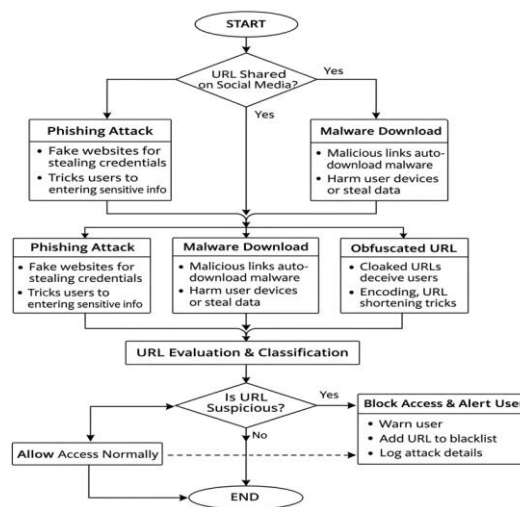 START
URL Shared
on Social Media?
Yes
Yes
Phishing Attack
• Fake websites for
stealing credentials
• Tricks users to
entering sensitive info
Malware Download
• Malicious links auto-
download malware
• Harm user devices
or steal data
Phishing Attack
• Fake websites for
stealing credentials
• Tricks users to
entering sensitive info
Malware Download
• Malicious links auto-
download malware
• Harm user devices
or steal data
Obfuscated URL
• Cloaked URLs
deceive users
• Encoding, URL
shortening tricks
URL Evaluation & Classification
Is URL
Suspicious?
Yes
No
Block Access & Alert User
• Warn user
• Add URL to blacklist
• Log attack details
Allow Access Normally
END